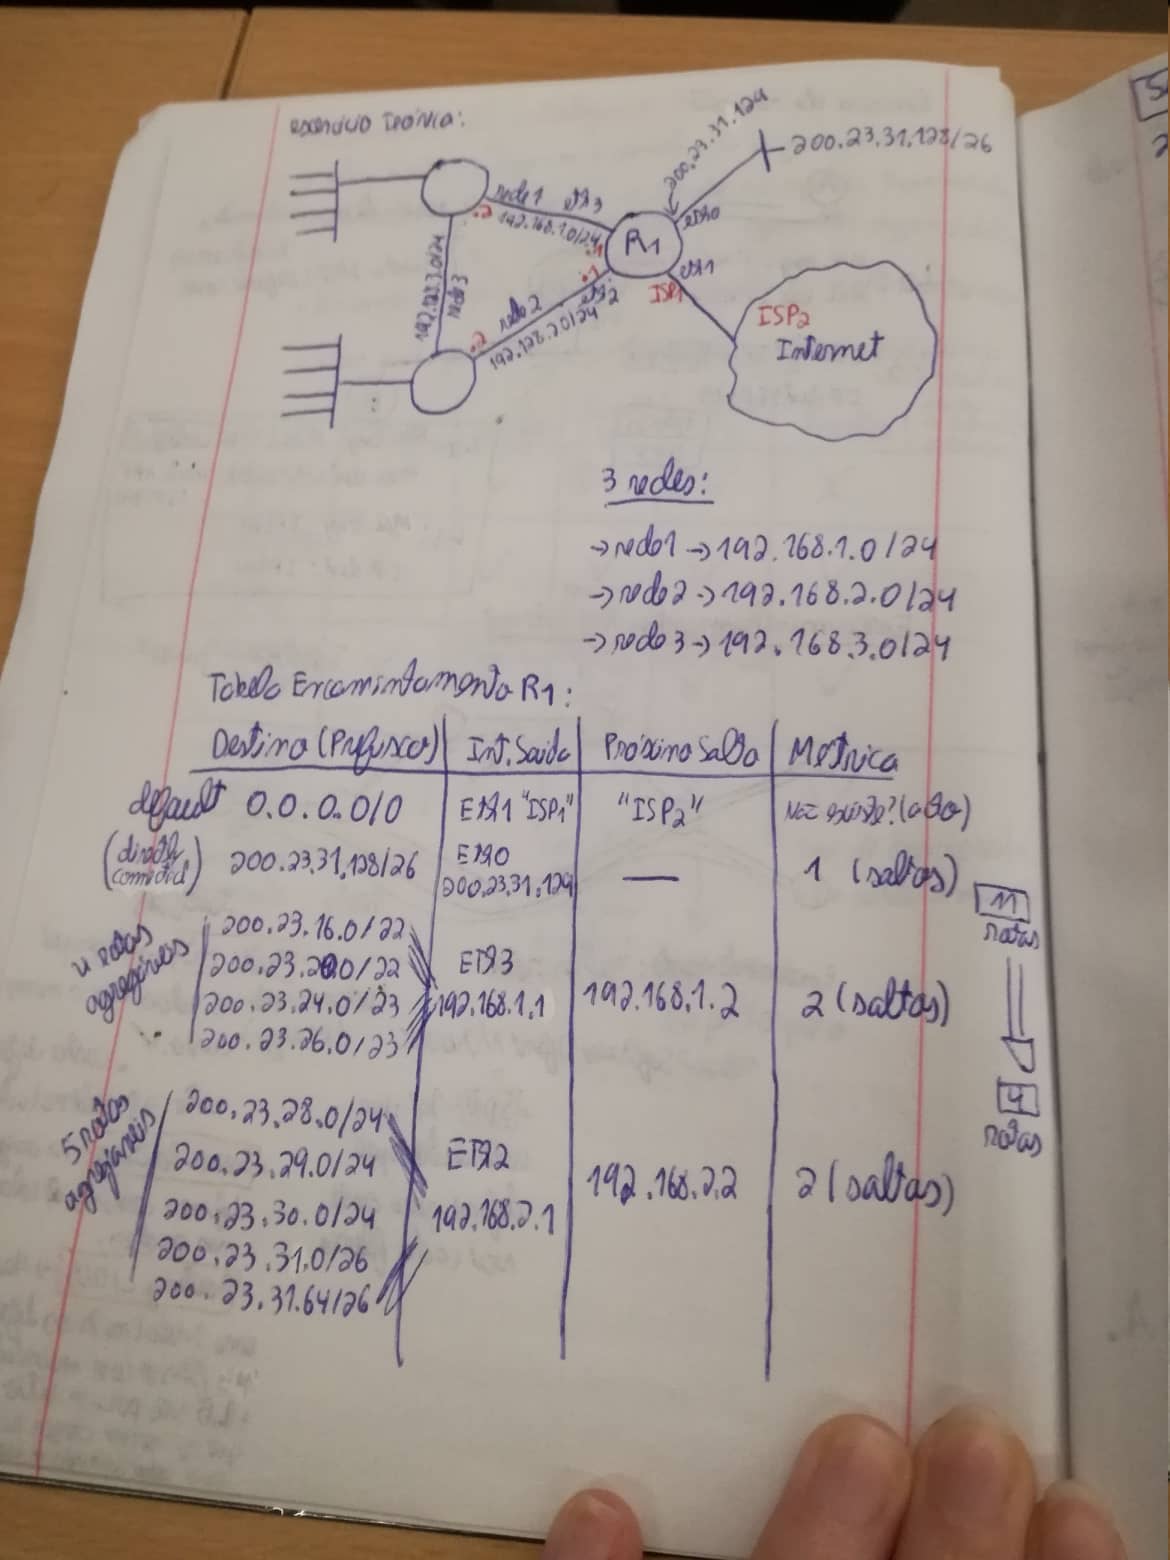 exercício Teórico:
200.23.31.129
200.23.31.128/26
rede1 eth3
192.168.1.0/24
.2
.1
R1
eth0
eth1
ISP1
ISP2
Internet
192.128.3.0/24
rede3
.1
eth2
rede2
192.128.2.0/24
.2
3 redes:
→rede1→192.168.1.0/24
→rede2→192.168.2.0/24
→rede3→192.168.3.0/24
Tabela Encaminhamento R1:
Destino (Prefixo) Int. Saída Próximo Salto Métrica
default 0.0.0.0/0 ETH1 "ISP1" "ISP2" Não existe? (alto)
(direct. 200.23.31.128/26 ETH0 — 1 (saltos)
200.23.31.129
11
rotas
4 rotas
agregáveis
200.23.16.0/22
200.23.20.0/22 ETH3
200.23.24.0/23 192.168.1.1 192.168.1.2 2 (saltos)
200.23.26.0/23
4
rotas
5 rotas
agregáveis
200.23.28.0/24
200.23.29.0/24 ETH2 192.168.2.2 2 (saltos)
200.23.30.0/24 192.168.2.1
200.23.31.0/26
200.23.31.64/26